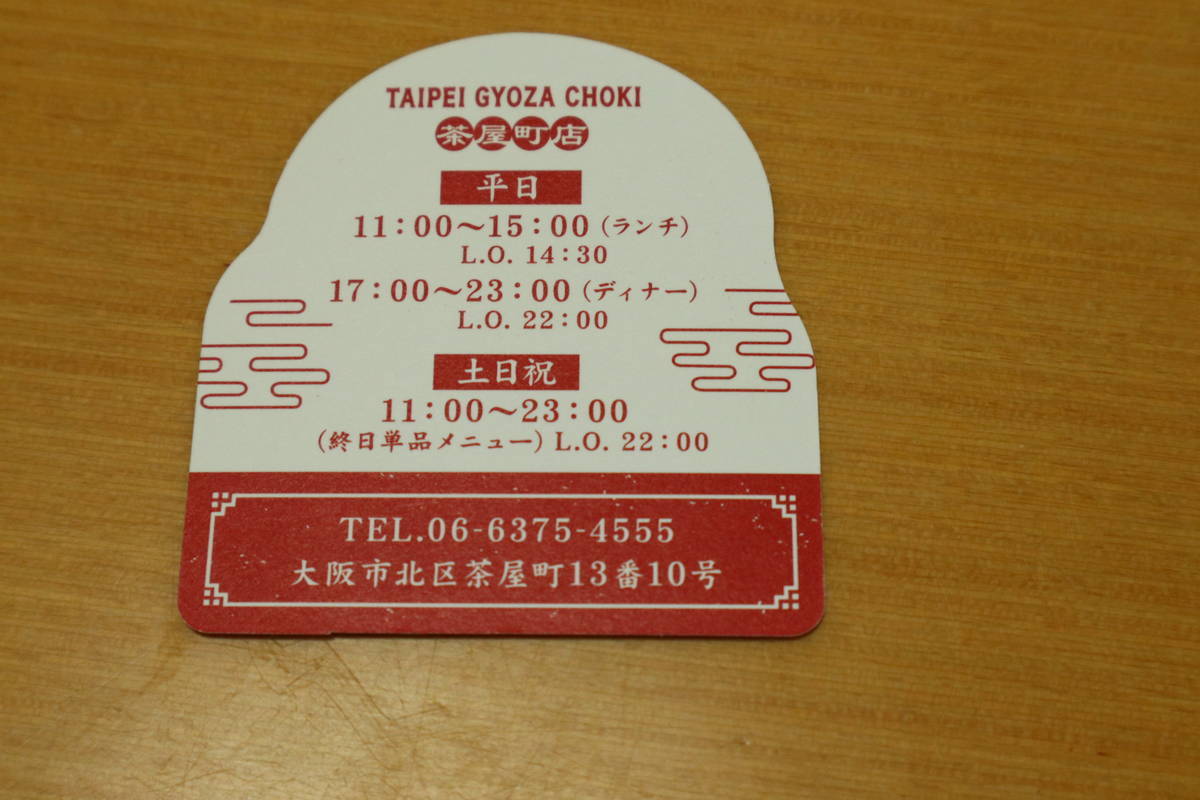 TAIPEI GYOZA CHOKI
茶屋町店
平日
11：00〜15：00（ランチ）
L.O. 14：30
17：00〜23：00（ディナー）
L.O. 22：00
土日祝
11：00〜23：00
（終日単品メニュー）L.O. 22：00
TEL.06-6375-4555
大阪市北区茶屋町13番10号